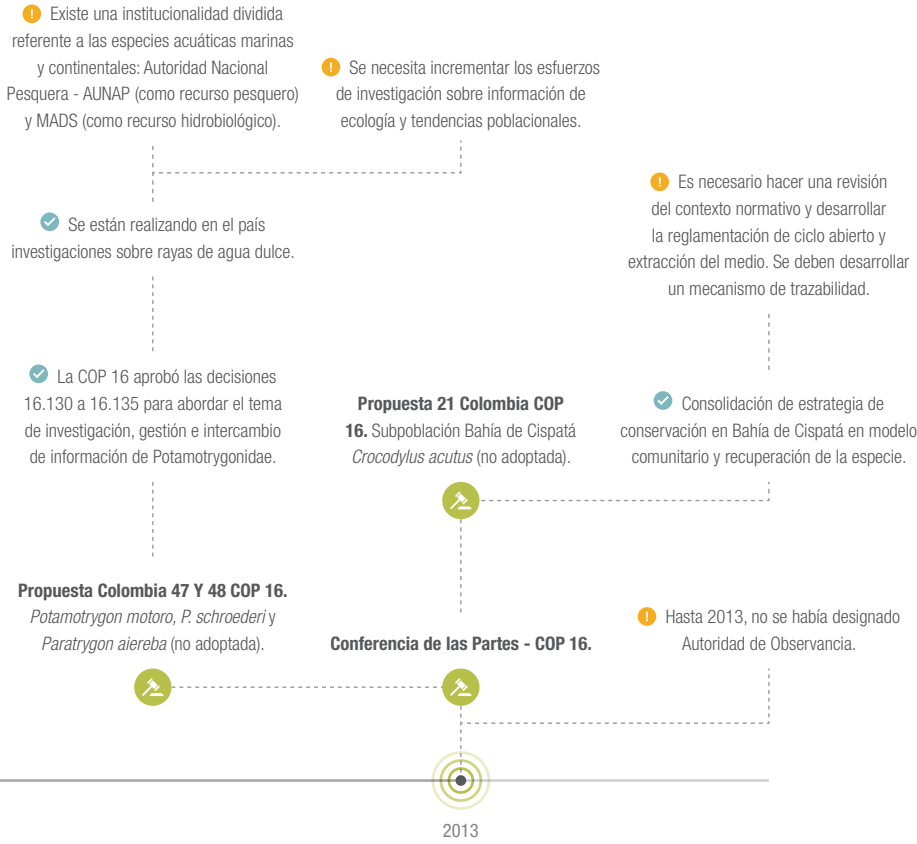 Existe una institucionalidad dividida
referente a las especies acuáticas marinas
y continentales: Autoridad Nacional
Pesquera - AUNAP (como recurso pesquero)
y MADS (como recurso hidrobiológico).
Se necesita incrementar los esfuerzos
de investigación sobre información de
ecología y tendencias poblacionales.
Es necesario hacer una revisión
del contexto normativo y desarrollar
la reglamentación de ciclo abierto y
extracción del medio. Se deben desarrollar
un mecanismo de trazabilidad.
Se están realizando en el país
investigaciones sobre rayas de agua dulce.
La COP 16 aprobó las decisiones
16.130 a 16.135 para abordar el tema
de investigación, gestión e intercambio
de información de Potamotrygonidae.
Propuesta 21 Colombia COP
16. Subpoblación Bahía de Cispatá
Crocodylus acutus (no adoptada).
Consolidación de estrategia de
conservación en Bahía de Cispatá en modelo
comunitario y recuperación de la especie.
Propuesta Colombia 47 Y 48 COP 16.
Potamotrygon motoro, P. schroederi y
Paratrygon aiereba (no adoptada).
Conferencia de las Partes - COP 16.
Hasta 2013, no se había designado
Autoridad de Observancia.
2013